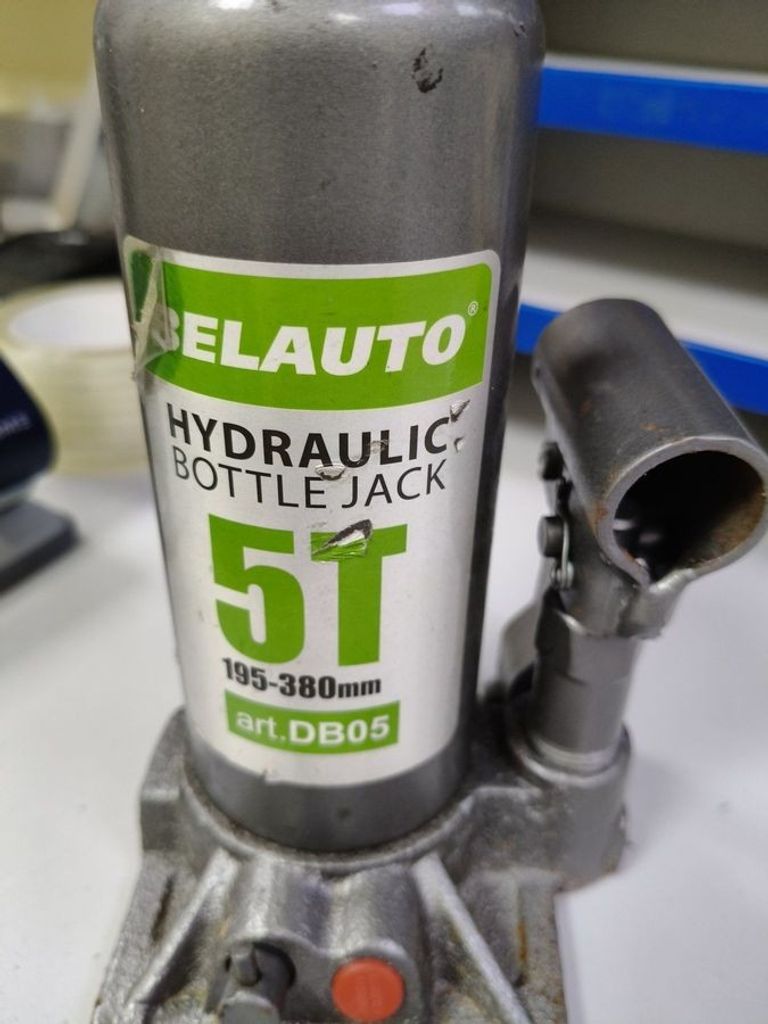 BELAUTO®
HYDRAULIC
BOTTLE JACK
5T
195-380mm
art.DB05